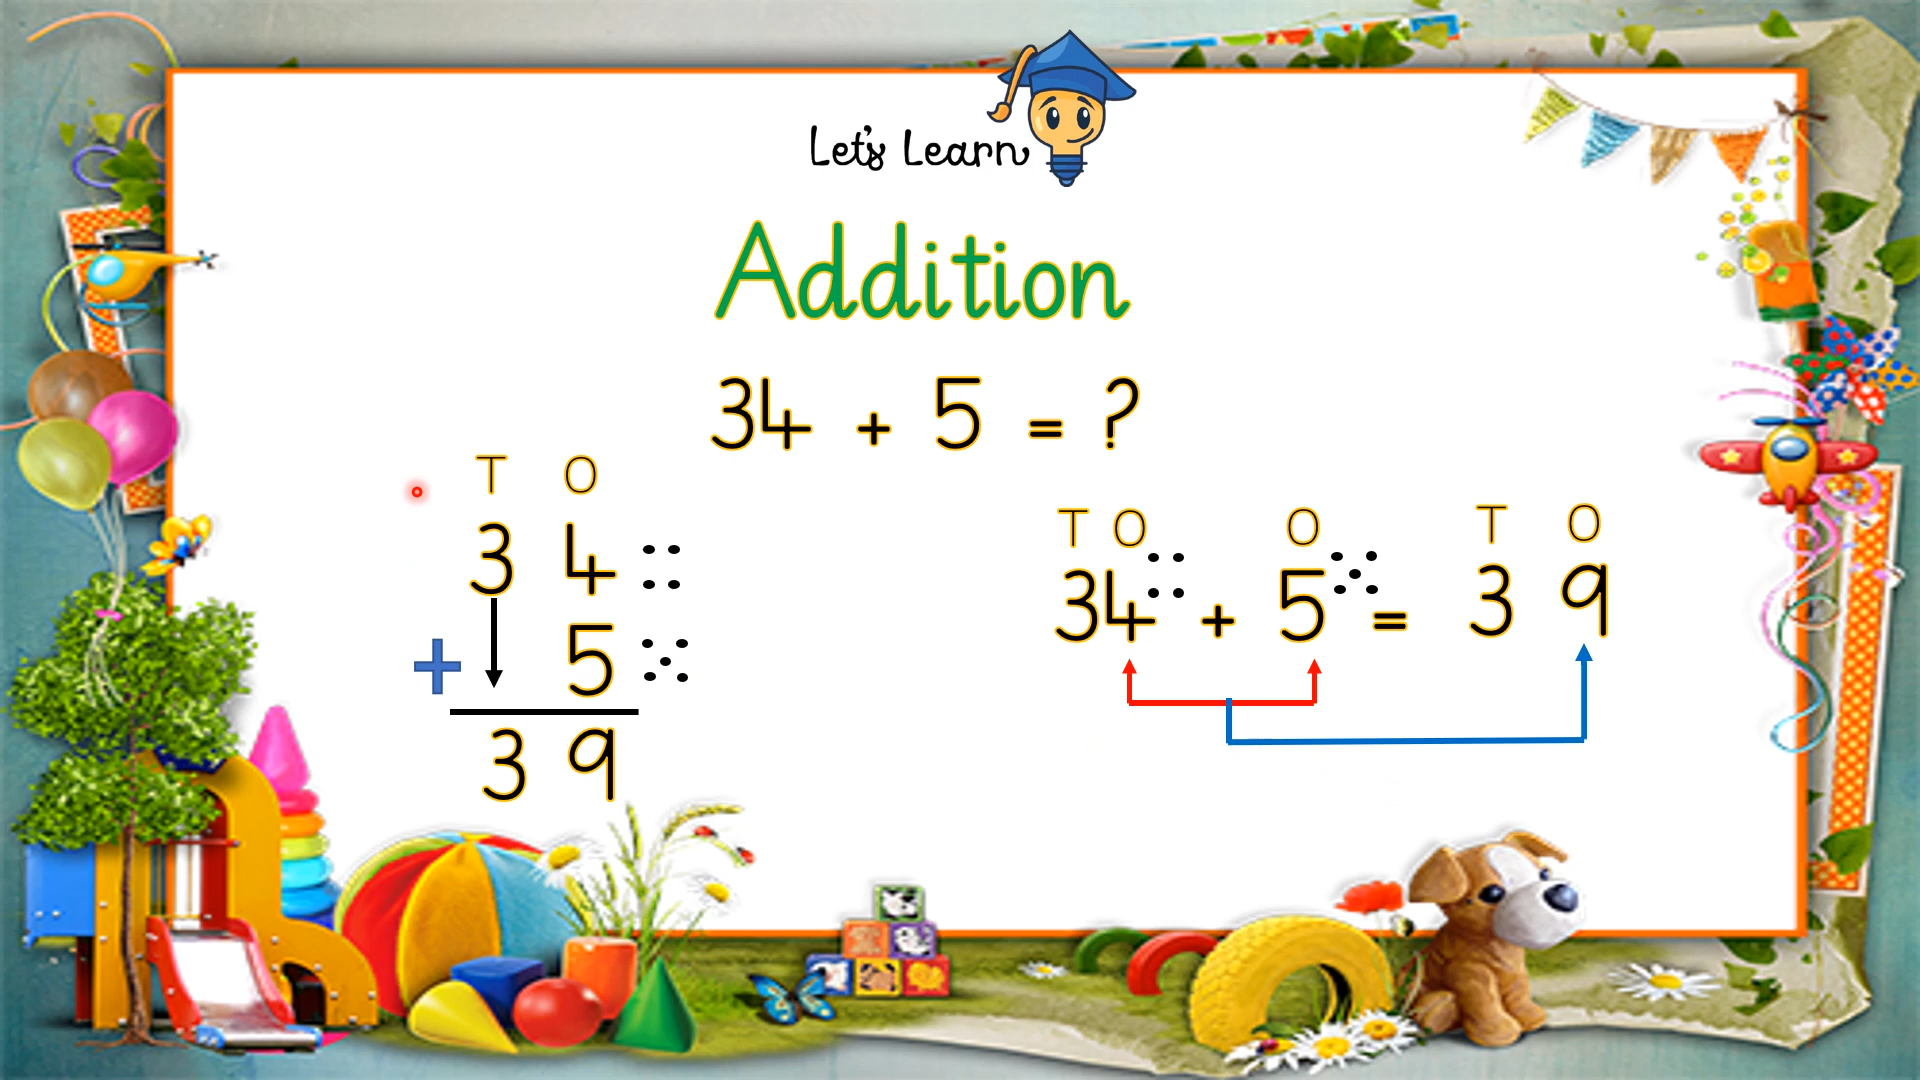 Let's Learn
Addition
34 + 5 = ?
T O
3 4
+ 5
3 9
T O O T O
34 + 5 = 3 9